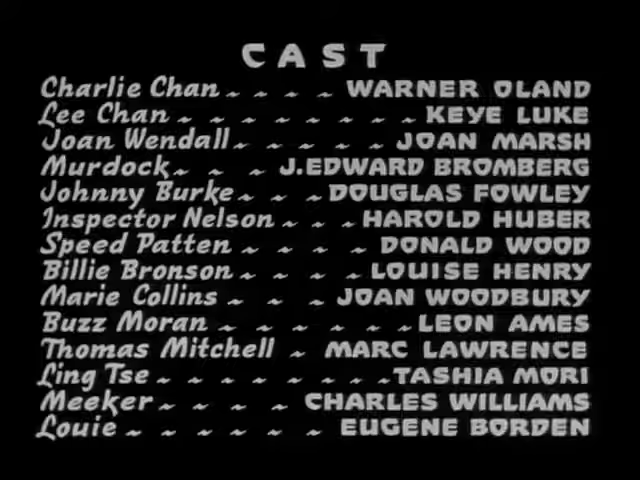 CAST
Charlie Chan ~ ~ ~ ~ WARNER OLAND
Lee Chan ~ ~ ~ ~ ~ ~ ~ ~ KEYE LUKE
Joan Wendall ~ ~ ~ ~ ~ ~ ~ JOAN MARSH
Murdock ~ ~ ~ J.EDWARD BROMBERG
Johnny Burke ~ ~ ~ ~ DOUGLAS FOWLEY
Inspector Nelson ~ ~ ~ HAROLD HUBER
Speed Patten ~ ~ ~ ~ ~ DONALD WOOD
Billie Bronson ~ ~ ~ ~ ~ LOUISE HENRY
Marie Collins ~ ~ ~ JOAN WOODBURY
Buzz Moran ~ ~ ~ ~ ~ ~ ~ LEON AMES
Thomas Mitchell ~ MARC LAWRENCE
Ling Tse ~ ~ ~ ~ ~ ~ ~ ~ TASHIA MORI
Meeker ~ ~ ~ ~ CHARLES WILLIAMS
Louie ~ ~ ~ ~ ~ ~ EUGENE BORDEN